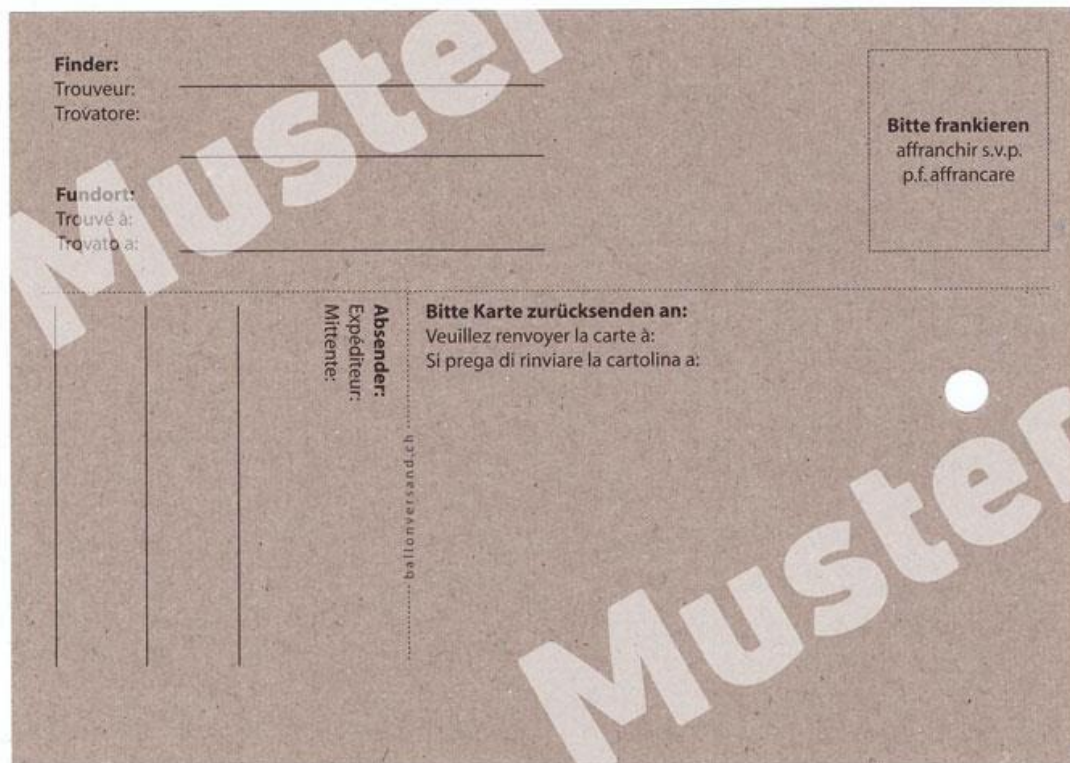 Muster
Finder:
Trouveur:
Trovatore:
Bitte frankieren
affranchir s.v.p.
p.f. affrancare
Fundort:
Trouvé à:
Trovato a:
Absender:
Expéditeur:
Mittente:
ballonversand.ch
Bitte Karte zurücksenden an:
Veuillez renvoyer la carte à:
Si prega di rinviare la cartolina a:
Muster